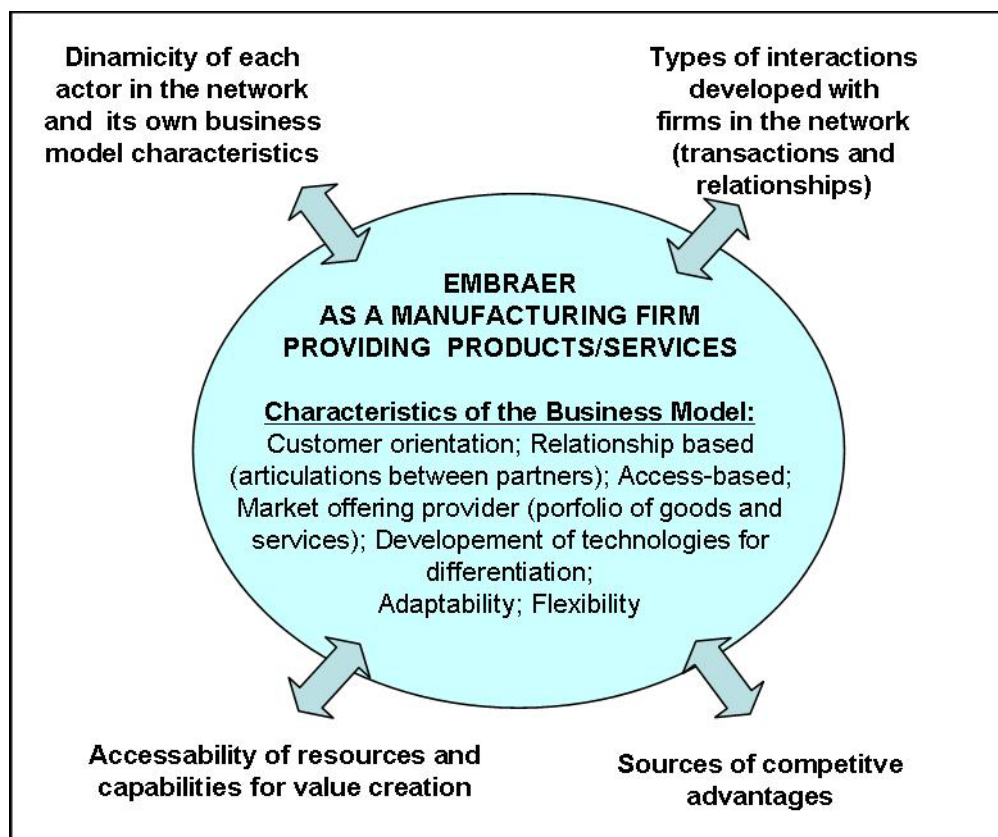 Dinamicity of each
actor in the network
and its own business
model characteristics
Types of interactions
developed with
firms in the network
(transactions and
relationships)
EMBRAER
AS A MANUFACTURING FIRM
PROVIDING PRODUCTS/SERVICES
Characteristics of the Business Model:
Customer orientation; Relationship based
(articulations between partners); Access-based;
Market offering provider (porfolio of goods and
services); Developement of technologies for
differentiation;
Adaptability; Flexibility
Accessability of resources and
capabilities for value creation
Sources of competitve
advantages